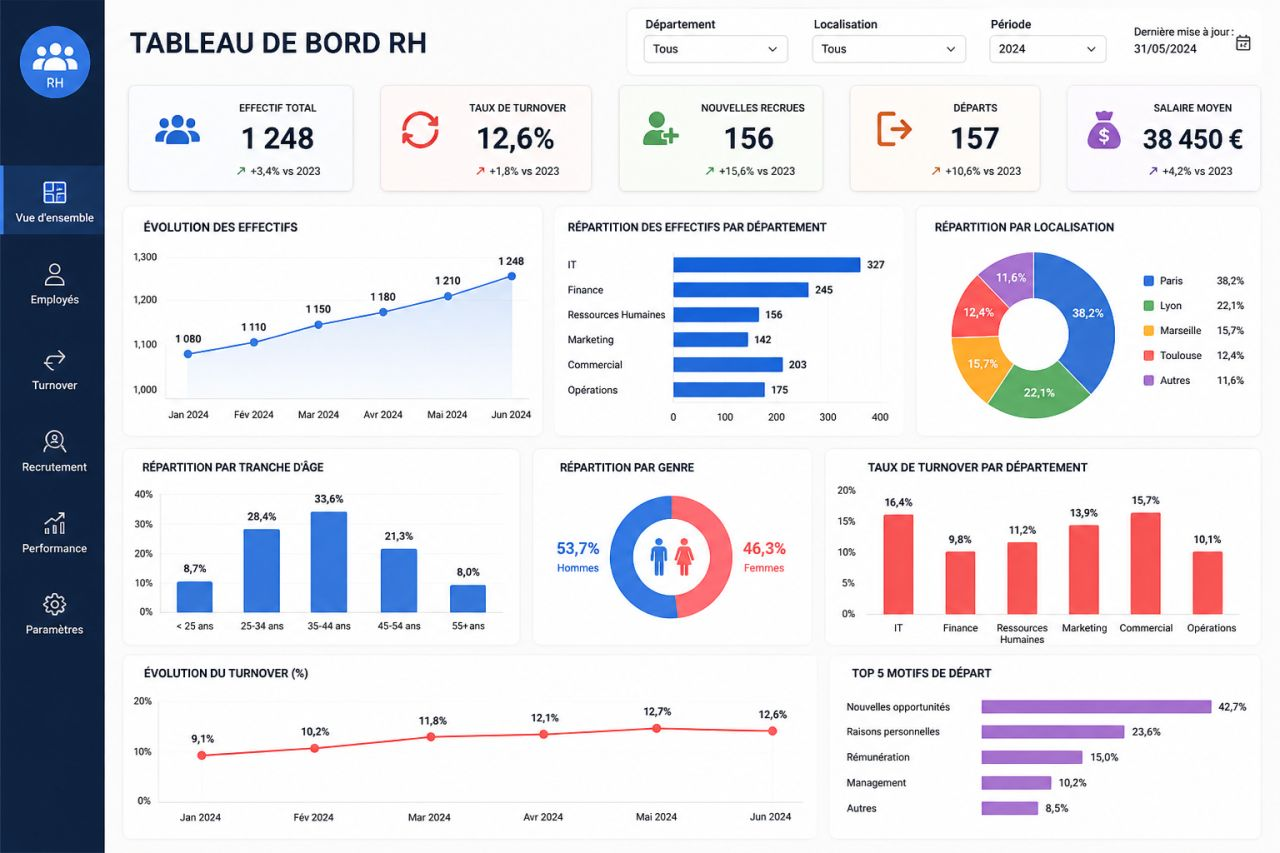 RH
Vue d'ensemble
Employés
Turnover
Recrutement
Performance
Paramètres
TABLEAU DE BORD RH
Département
Tous
Localisation
Tous
Période
2024
Dernière mise à jour :
31/05/2024
EFFECTIF TOTAL
1 248
+3,4% vs 2023
TAUX DE TURNOVER
12,6%
+1,8% vs 2023
NOUVELLES RECRUES
156
+15,6% vs 2023
DÉPARTS
157
+10,6% vs 2023
$
SALAIRE MOYEN
38 450 €
+4,2% vs 2023
ÉVOLUTION DES EFFECTIFS
1,300
1,200
1,100
1,000
1 080
1 110
1 150
1 180
1 210
1 248
Jan 2024
Fév 2024
Mar 2024
Avr 2024
Mai 2024
Jun 2024
RÉPARTITION DES EFFECTIFS PAR DÉPARTEMENT
IT 327
Finance 245
Ressources Humaines 156
Marketing 142
Commercial 203
Opérations 175
0 100 200 300 400
RÉPARTITION PAR LOCALISATION
11,6%
38,2%
12,4%
15,7%
22,1%
Paris 38,2%
Lyon 22,1%
Marseille 15,7%
Toulouse 12,4%
Autres 11,6%
RÉPARTITION PAR TRANCHE D'ÂGE
40%
30%
20%
10%
0%
8,7%
28,4%
33,6%
21,3%
8,0%
< 25 ans
25-34 ans
35-44 ans
45-54 ans
55+ ans
RÉPARTITION PAR GENRE
53,7%
Hommes
46,3%
Femmes
TAUX DE TURNOVER PAR DÉPARTEMENT
20%
15%
10%
5%
0%
16,4%
9,8%
11,2%
13,9%
15,7%
10,1%
IT
Finance
Ressources
Humaines
Marketing
Commercial
Opérations
ÉVOLUTION DU TURNOVER (%)
20%
10%
0%
9,1%
10,2%
11,8%
12,1%
12,7%
12,6%
Jan 2024
Fév 2024
Mar 2024
Avr 2024
Mai 2024
Jun 2024
TOP 5 MOTIFS DE DÉPART
Nouvelles opportunités 42,7%
Raisons personnelles 23,6%
Rémunération 15,0%
Management 10,2%
Autres 8,5%